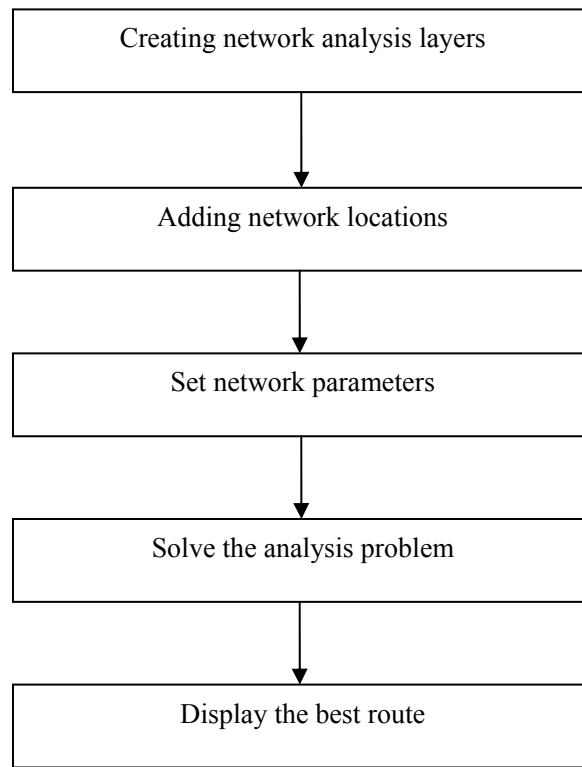 Creating network analysis layers
Adding network locations
Set network parameters
Solve the analysis problem
Display the best route